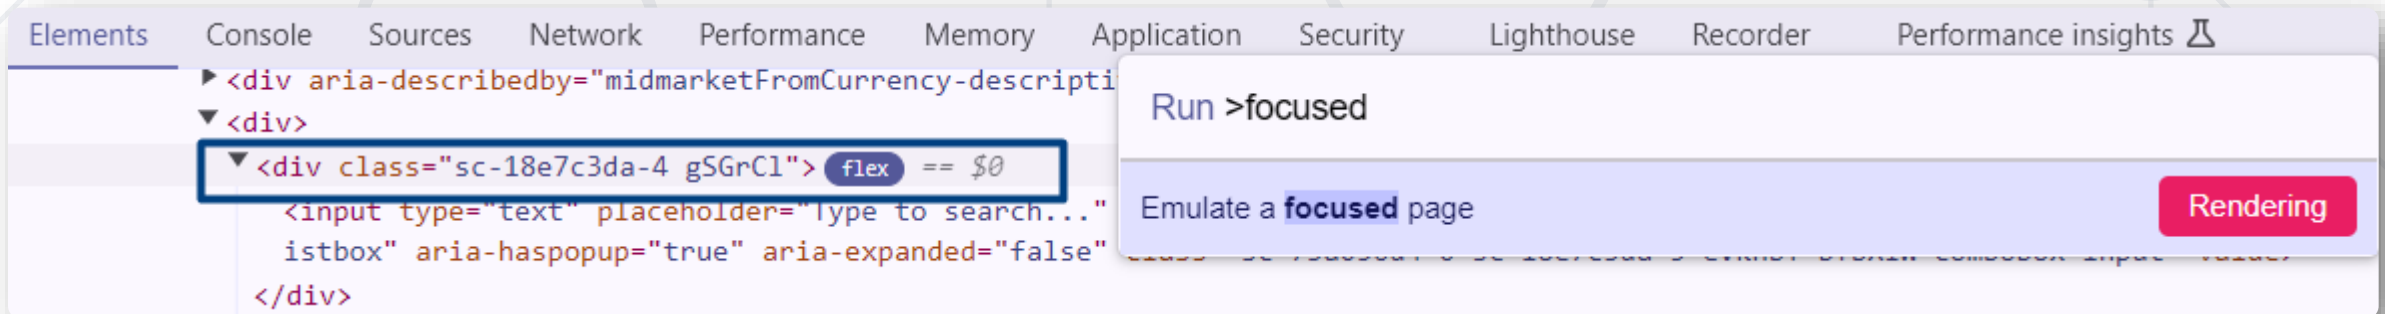 Elements Console Sources Network Performance Memory Application Security Lighthouse Recorder Performance insights
<div aria-describedby="midmarketFromCurrency-descripti
Run >focused
<div>
<div class="sc-18e7c3da-4 gSGrCl"> flex == $0
Emulate a focused page Rendering
<input type="text" placeholder="Type to search..."
istbox" aria-haspopup="true" aria-expanded="false"
</div>